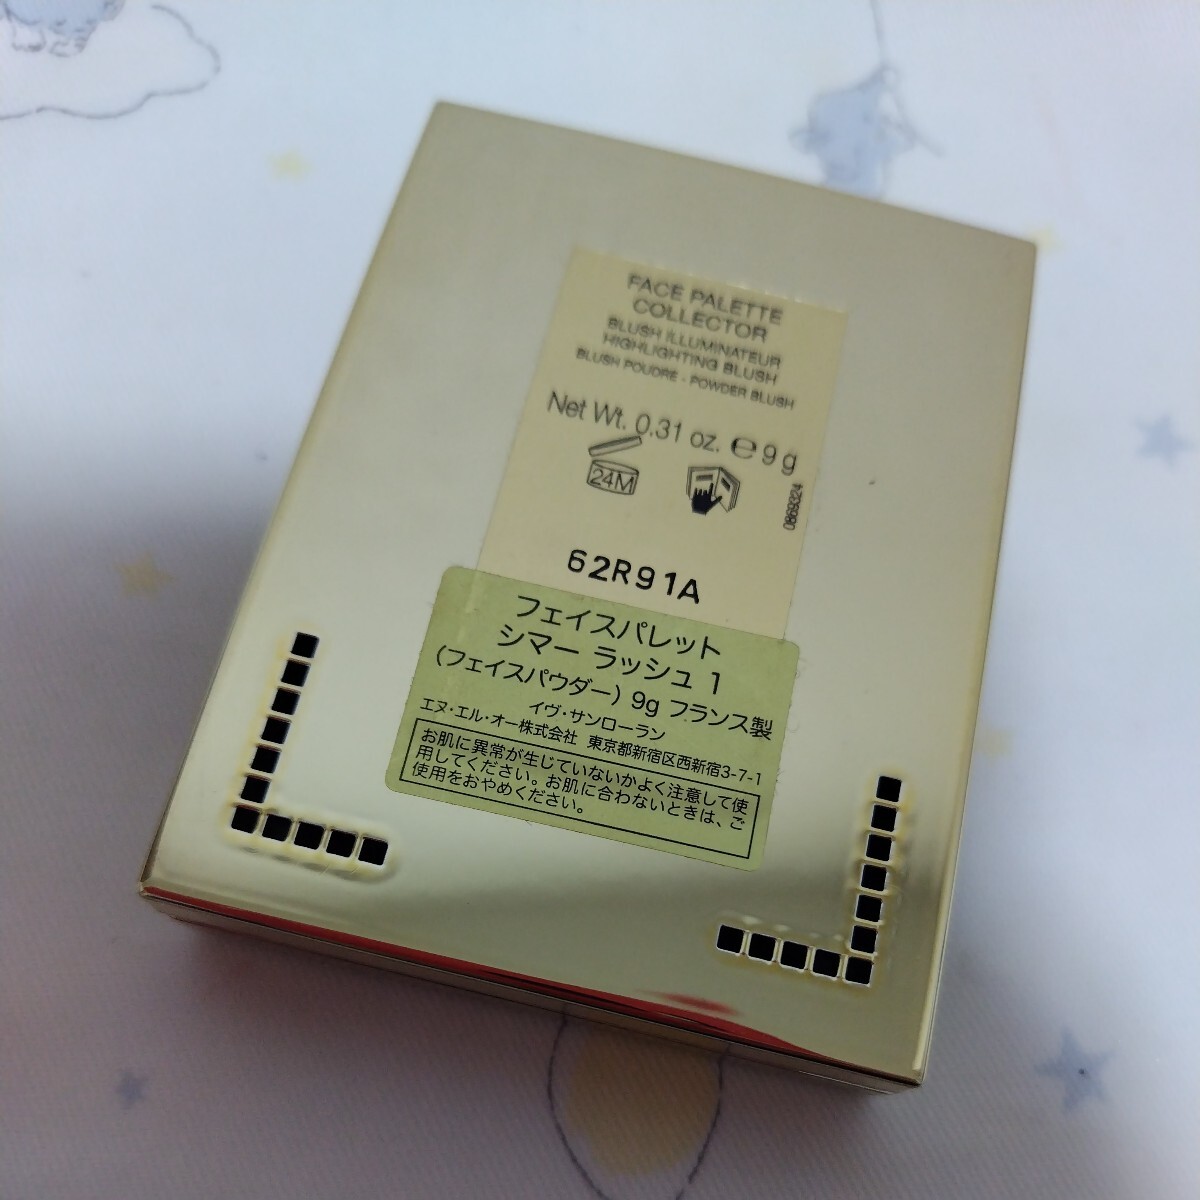 FACE PALETTE
COLLECTOR
BLUSH ILLUMINATEUR
HIGHLIGHTING BLUSH
BLUSH POUDRE - POWDER BLUSH
Net Wt. 0.31 oz. ℮ 9 g
24M
0869324
62R91A
フェイスパレット
シマー ラッシュ 1
(フェイスパウダー) 9g フランス製
イヴ・サンローラン
エヌ・エル・オー株式会社 東京都新宿区西新宿3-7-1
お肌に異常が生じていないかよく注意して使
用してください。お肌に合わないときは、ご
使用をおやめください。